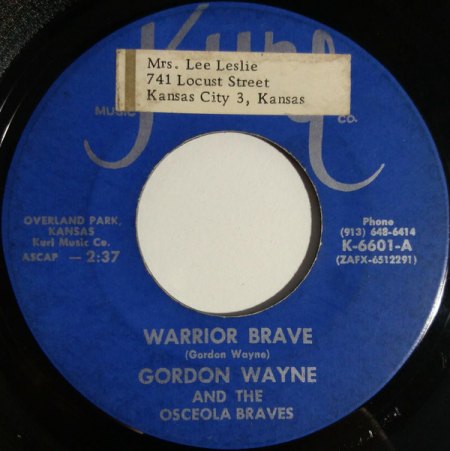 Kurl
Mrs. Lee Leslie
741 Locust Street
Kansas City 3, Kansas
MUSIC CO.
OVERLAND PARK,
KANSAS
Kurl Music Co.
ASCAP — 2:37
Phone
(913) 648-6414
K-6601-A
(ZAFX-6512291)
WARRIOR BRAVE
(Gordon Wayne)
GORDON WAYNE
AND THE
OSCEOLA BRAVES